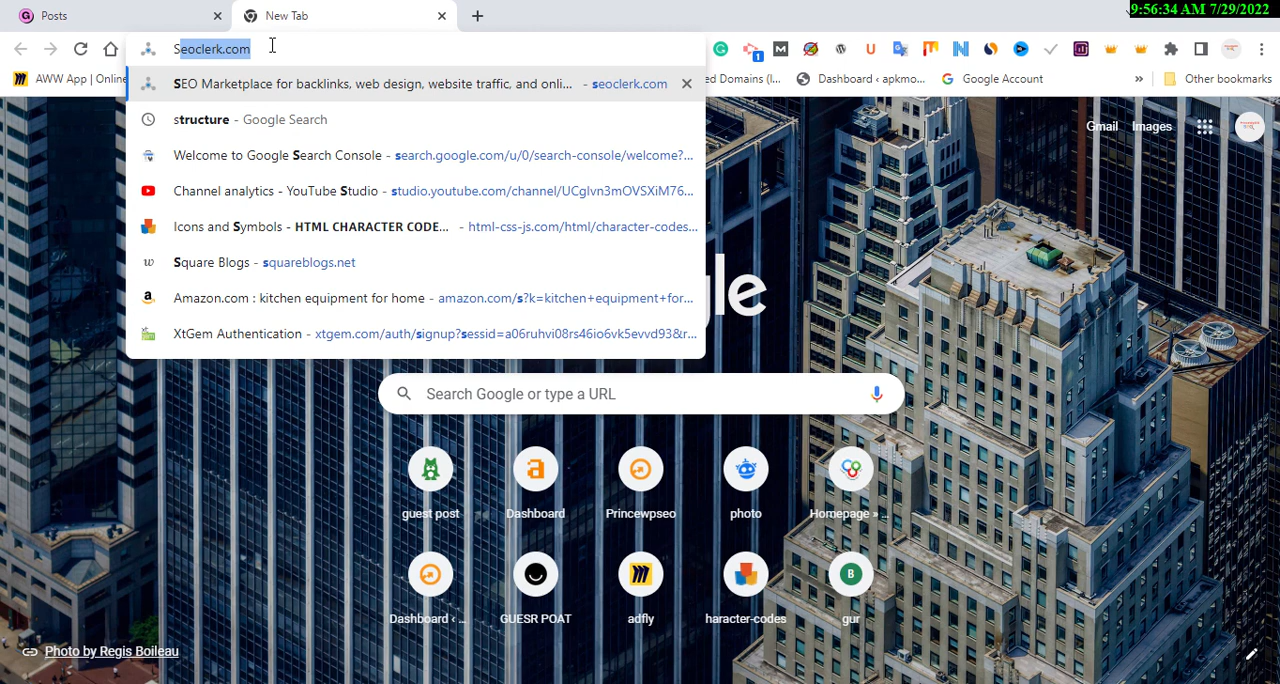 Posts
New Tab
9:56:34 AM 7/29/2022
Seoclerk.com
AWW App | Online
ed Domains (l...
Dashboard ‹ apkmo...
Google Account
»
Other bookmarks
SEO Marketplace for backlinks, web design, website traffic, and onli... - seoclerk.com
structure - Google Search
Welcome to Google Search Console - search.google.com/u/0/search-console/welcome?...
Channel analytics - YouTube Studio - studio.youtube.com/channel/UCglvn3mOVSXiM76...
Icons and Symbols - HTML CHARACTER CODE... - html-css-js.com/html/character-codes...
Square Blogs - squareblogs.net
Amazon.com : kitchen equipment for home - amazon.com/s?k=kitchen+equipment+for...
XtGem Authentication - xtgem.com/auth/signup?sessid=a06ruhvi08rs46io6vk5evvd93&r...
Gmail Images
gle
Search Google or type a URL
guest post
Dashboard
Princewpseo
photo
Homepage » ...
Dashboard ‹ ...
GUESR POAT
adfly
haracter-codes
B
gur
Photo by Regis Boileau